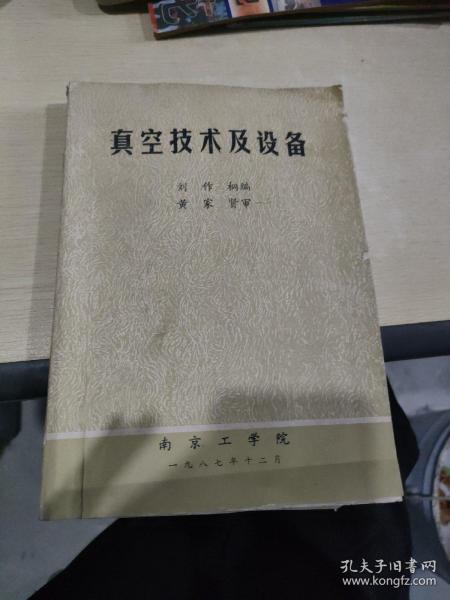 真空技术及设备
刘作桐编
黄家贤审
南京工学院
一九八七年十二月
孔夫子旧书网
www.kongfz.com